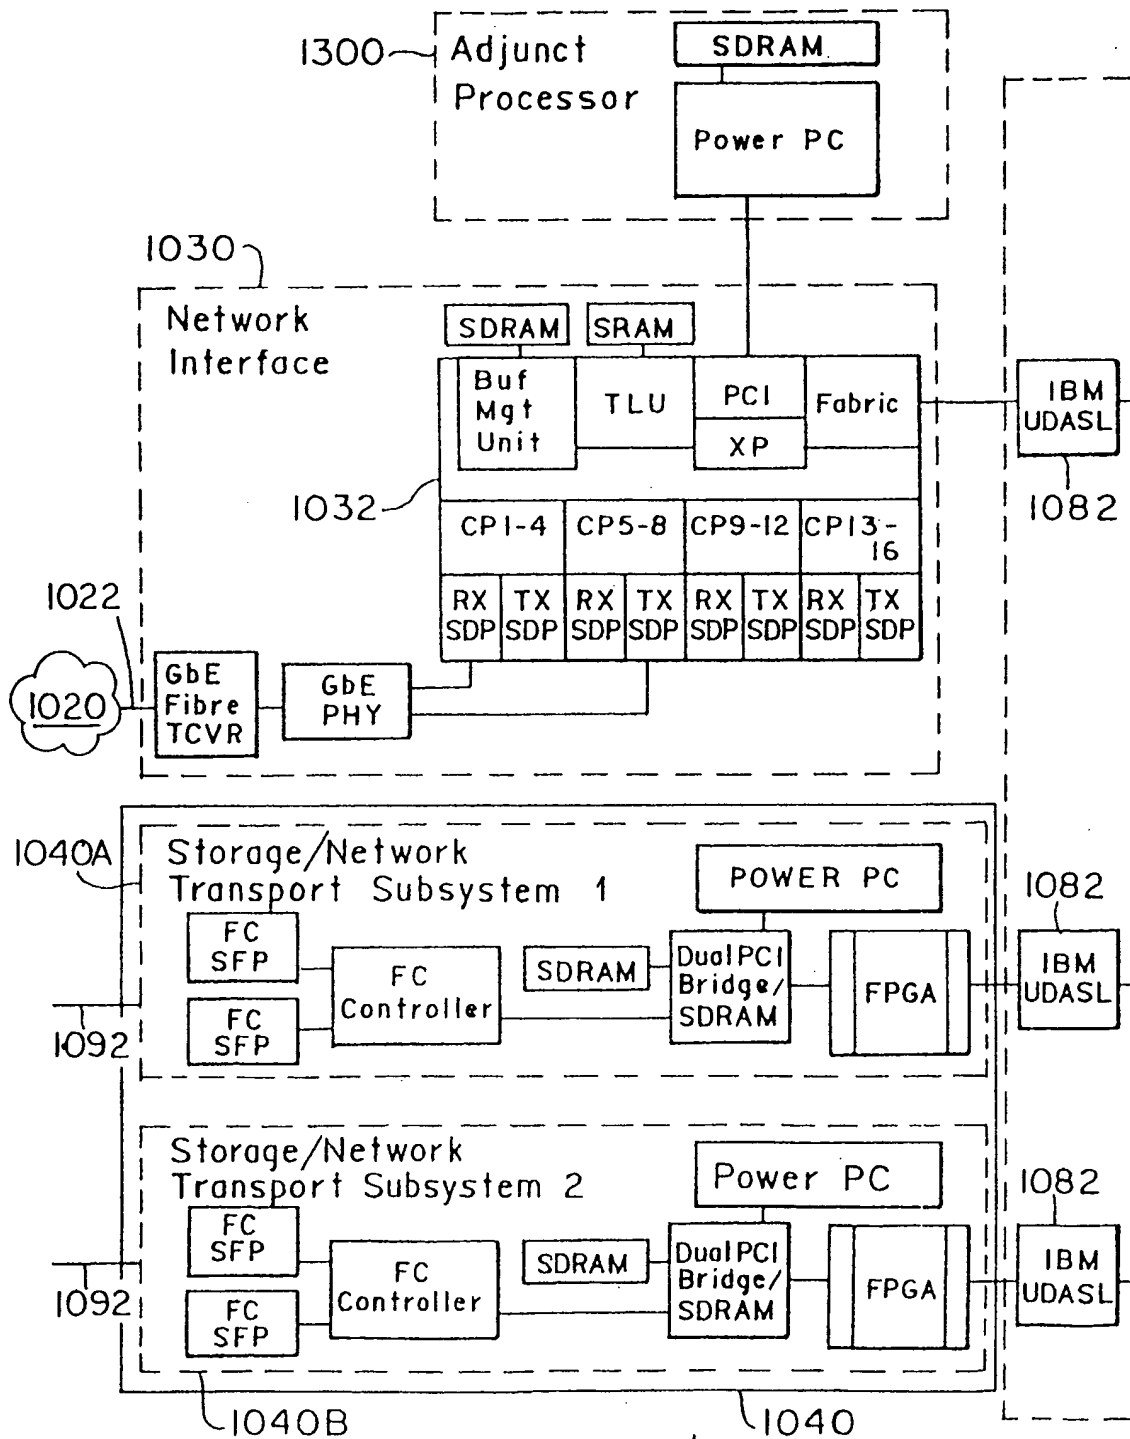 1300
Adjunct
Processor
SDRAM
Power PC
1030
Network
Interface
SDRAM
SRAM
Buf
Mgt
Unit
TLU
PCI
XP
Fabric
IBM
UDASL
1082
1032
CP1-4
CP5-8
CP9-12
CP13-
16
RX
SDP
TX
SDP
RX
SDP
TX
SDP
RX
SDP
TX
SDP
RX
SDP
TX
SDP
1022
1020
GbE
Fibre
TCVR
GbE
PHY
1040A
Storage/Network
Transport Subsystem 1
POWER PC
FC
SFP
FC
SFP
FC
Controller
SDRAM
Dual PCI
Bridge/
SDRAM
FPGA
1082
IBM
UDASL
1092
Storage/Network
Transport Subsystem 2
Power PC
FC
SFP
FC
SFP
FC
Controller
SDRAM
Dual PCI
Bridge/
SDRAM
FPGA
1082
IBM
UDASL
1092
1040B
1040